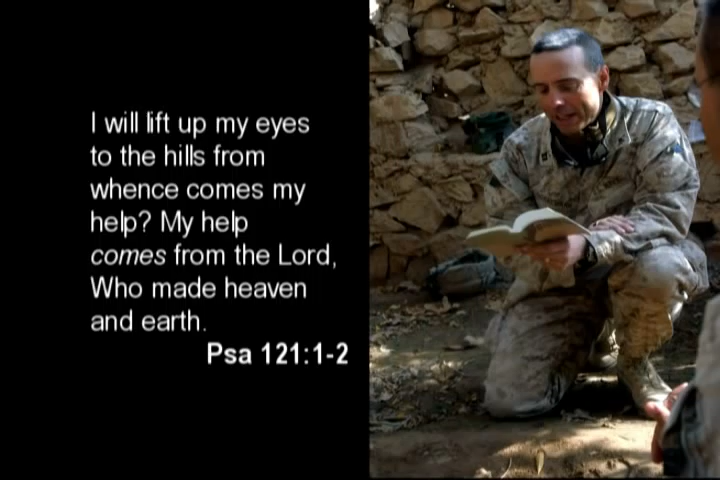 I will lift up my eyes
to the hills from
whence comes my
help? My help
comes from the Lord,
Who made heaven
and earth.
Psa 121:1-2